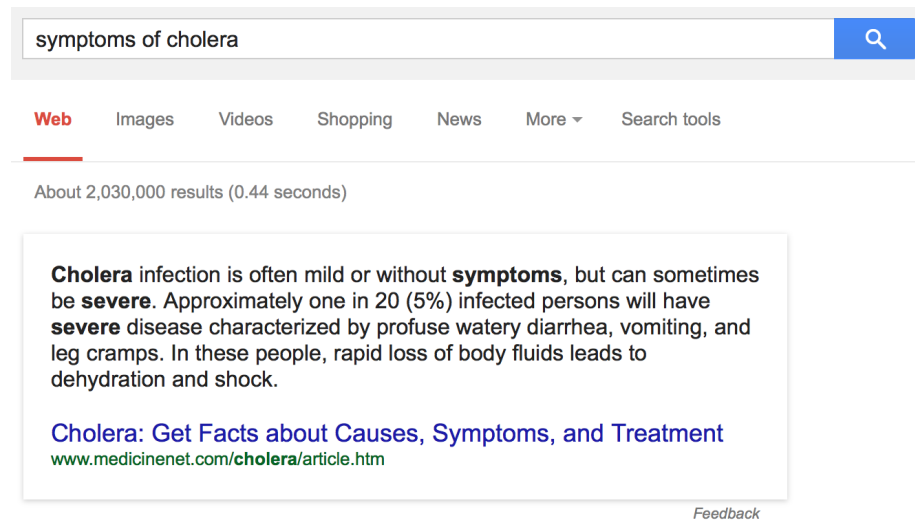 symptoms of cholera
Web Images Videos Shopping News More Search tools
About 2,030,000 results (0.44 seconds)
Cholera infection is often mild or without symptoms, but can sometimes
be severe. Approximately one in 20 (5%) infected persons will have
severe disease characterized by profuse watery diarrhea, vomiting, and
leg cramps. In these people, rapid loss of body fluids leads to
dehydration and shock.
Cholera: Get Facts about Causes, Symptoms, and Treatment
www.medicinenet.com/cholera/article.htm
Feedback